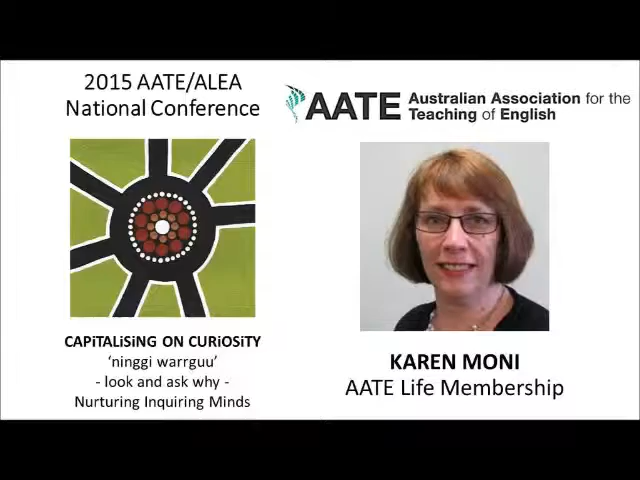 2015 AATE/ALEA
National Conference
CAPiTALiSiNG ON CURiOSiTY
‘ninggi warrguu’
- look and ask why -
Nurturing Inquiring Minds
AATE Australian Association for the
Teaching of English
KAREN MONI
AATE Life Membership